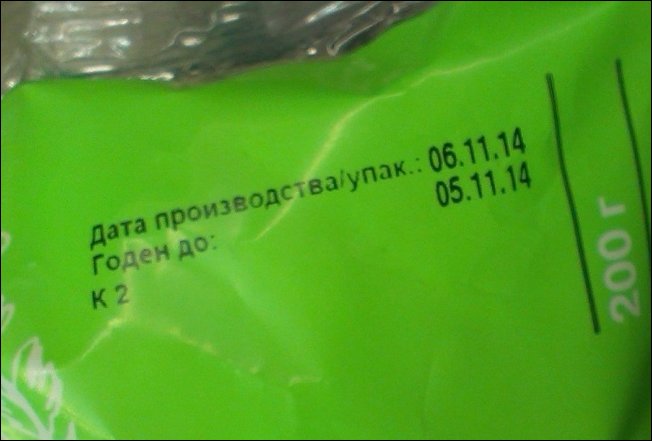 Дата производства/упак.: 06.11.14
Годен до: 05.11.14
К 2
200 г